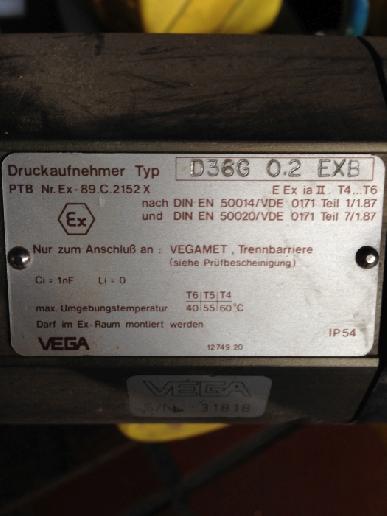 Druckaufnehmer Typ D36G 0.2 EXB
PTB Nr. Ex-89.C.2152X E Ex ia II T4...T6
nach DIN EN 50014/VDE 0171 Teil 1/1.87
Ex und DIN EN 50020/VDE 0171 Teil 7/1.87
Nur zum Anschluß an : VEGAMET, Trennbarriere
(siehe Prüfbescheinigung)
Ci = 1nF Li = 0
T6 T5 T4
max. Umgebungstemperatur 40 55 60 °C
Darf im Ex-Raum montiert werden
VEGA 12749.20 IP54
VEGA
S/No. 31818